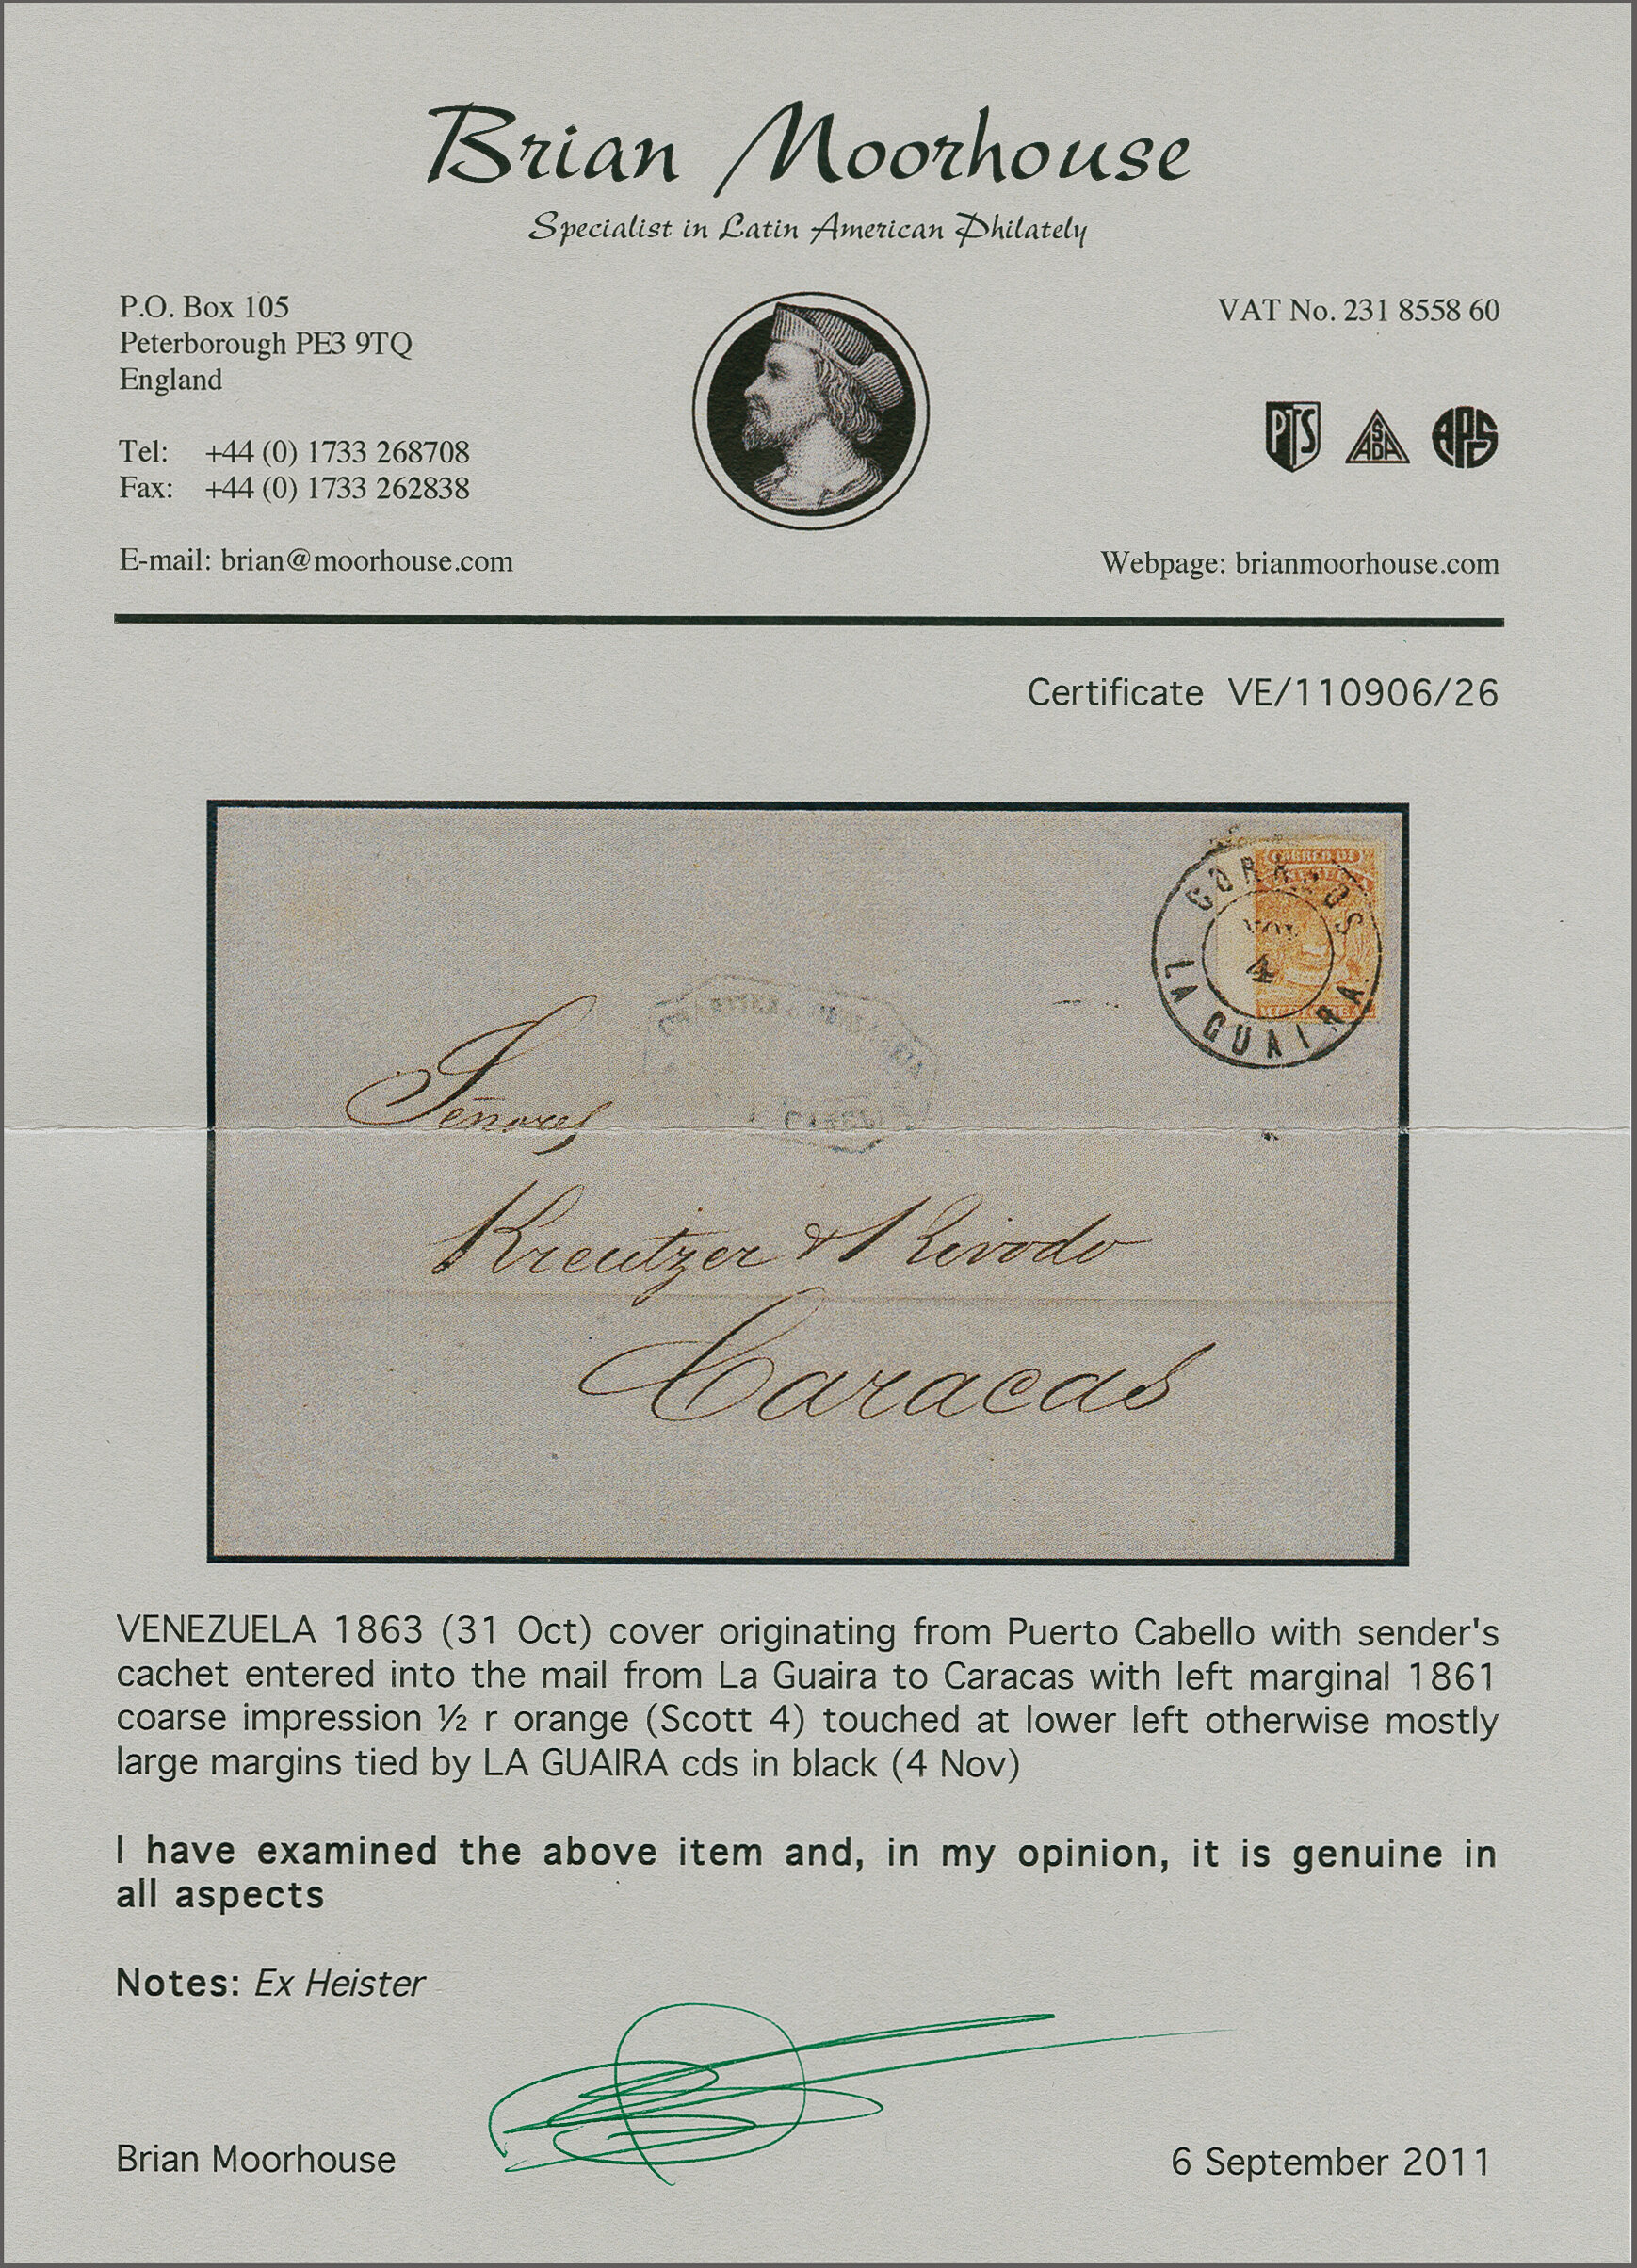 Brian Moorhouse
Specialist in Latin American Philately
P.O. Box 105
Peterborough PE3 9TQ
England
Tel: +44 (0) 1733 268708
Fax: +44 (0) 1733 262838
E-mail: brian@moorhouse.com
VAT No. 231 8558 60
PTS ASDA APS
Webpage: brianmoorhouse.com
Certificate VE/110906/26
CORREOS
NOV
4
LA GUAIRA
CORREO DE
Señores
Kreutzer & Rivodo
Caracas
VENEZUELA 1863 (31 Oct) cover originating from Puerto Cabello with sender's
cachet entered into the mail from La Guaira to Caracas with left marginal 1861
coarse impression ½ r orange (Scott 4) touched at lower left otherwise mostly
large margins tied by LA GUAIRA cds in black (4 Nov)
I have examined the above item and, in my opinion, it is genuine in
all aspects
Notes: Ex Heister
Brian Moorhouse
6 September 2011